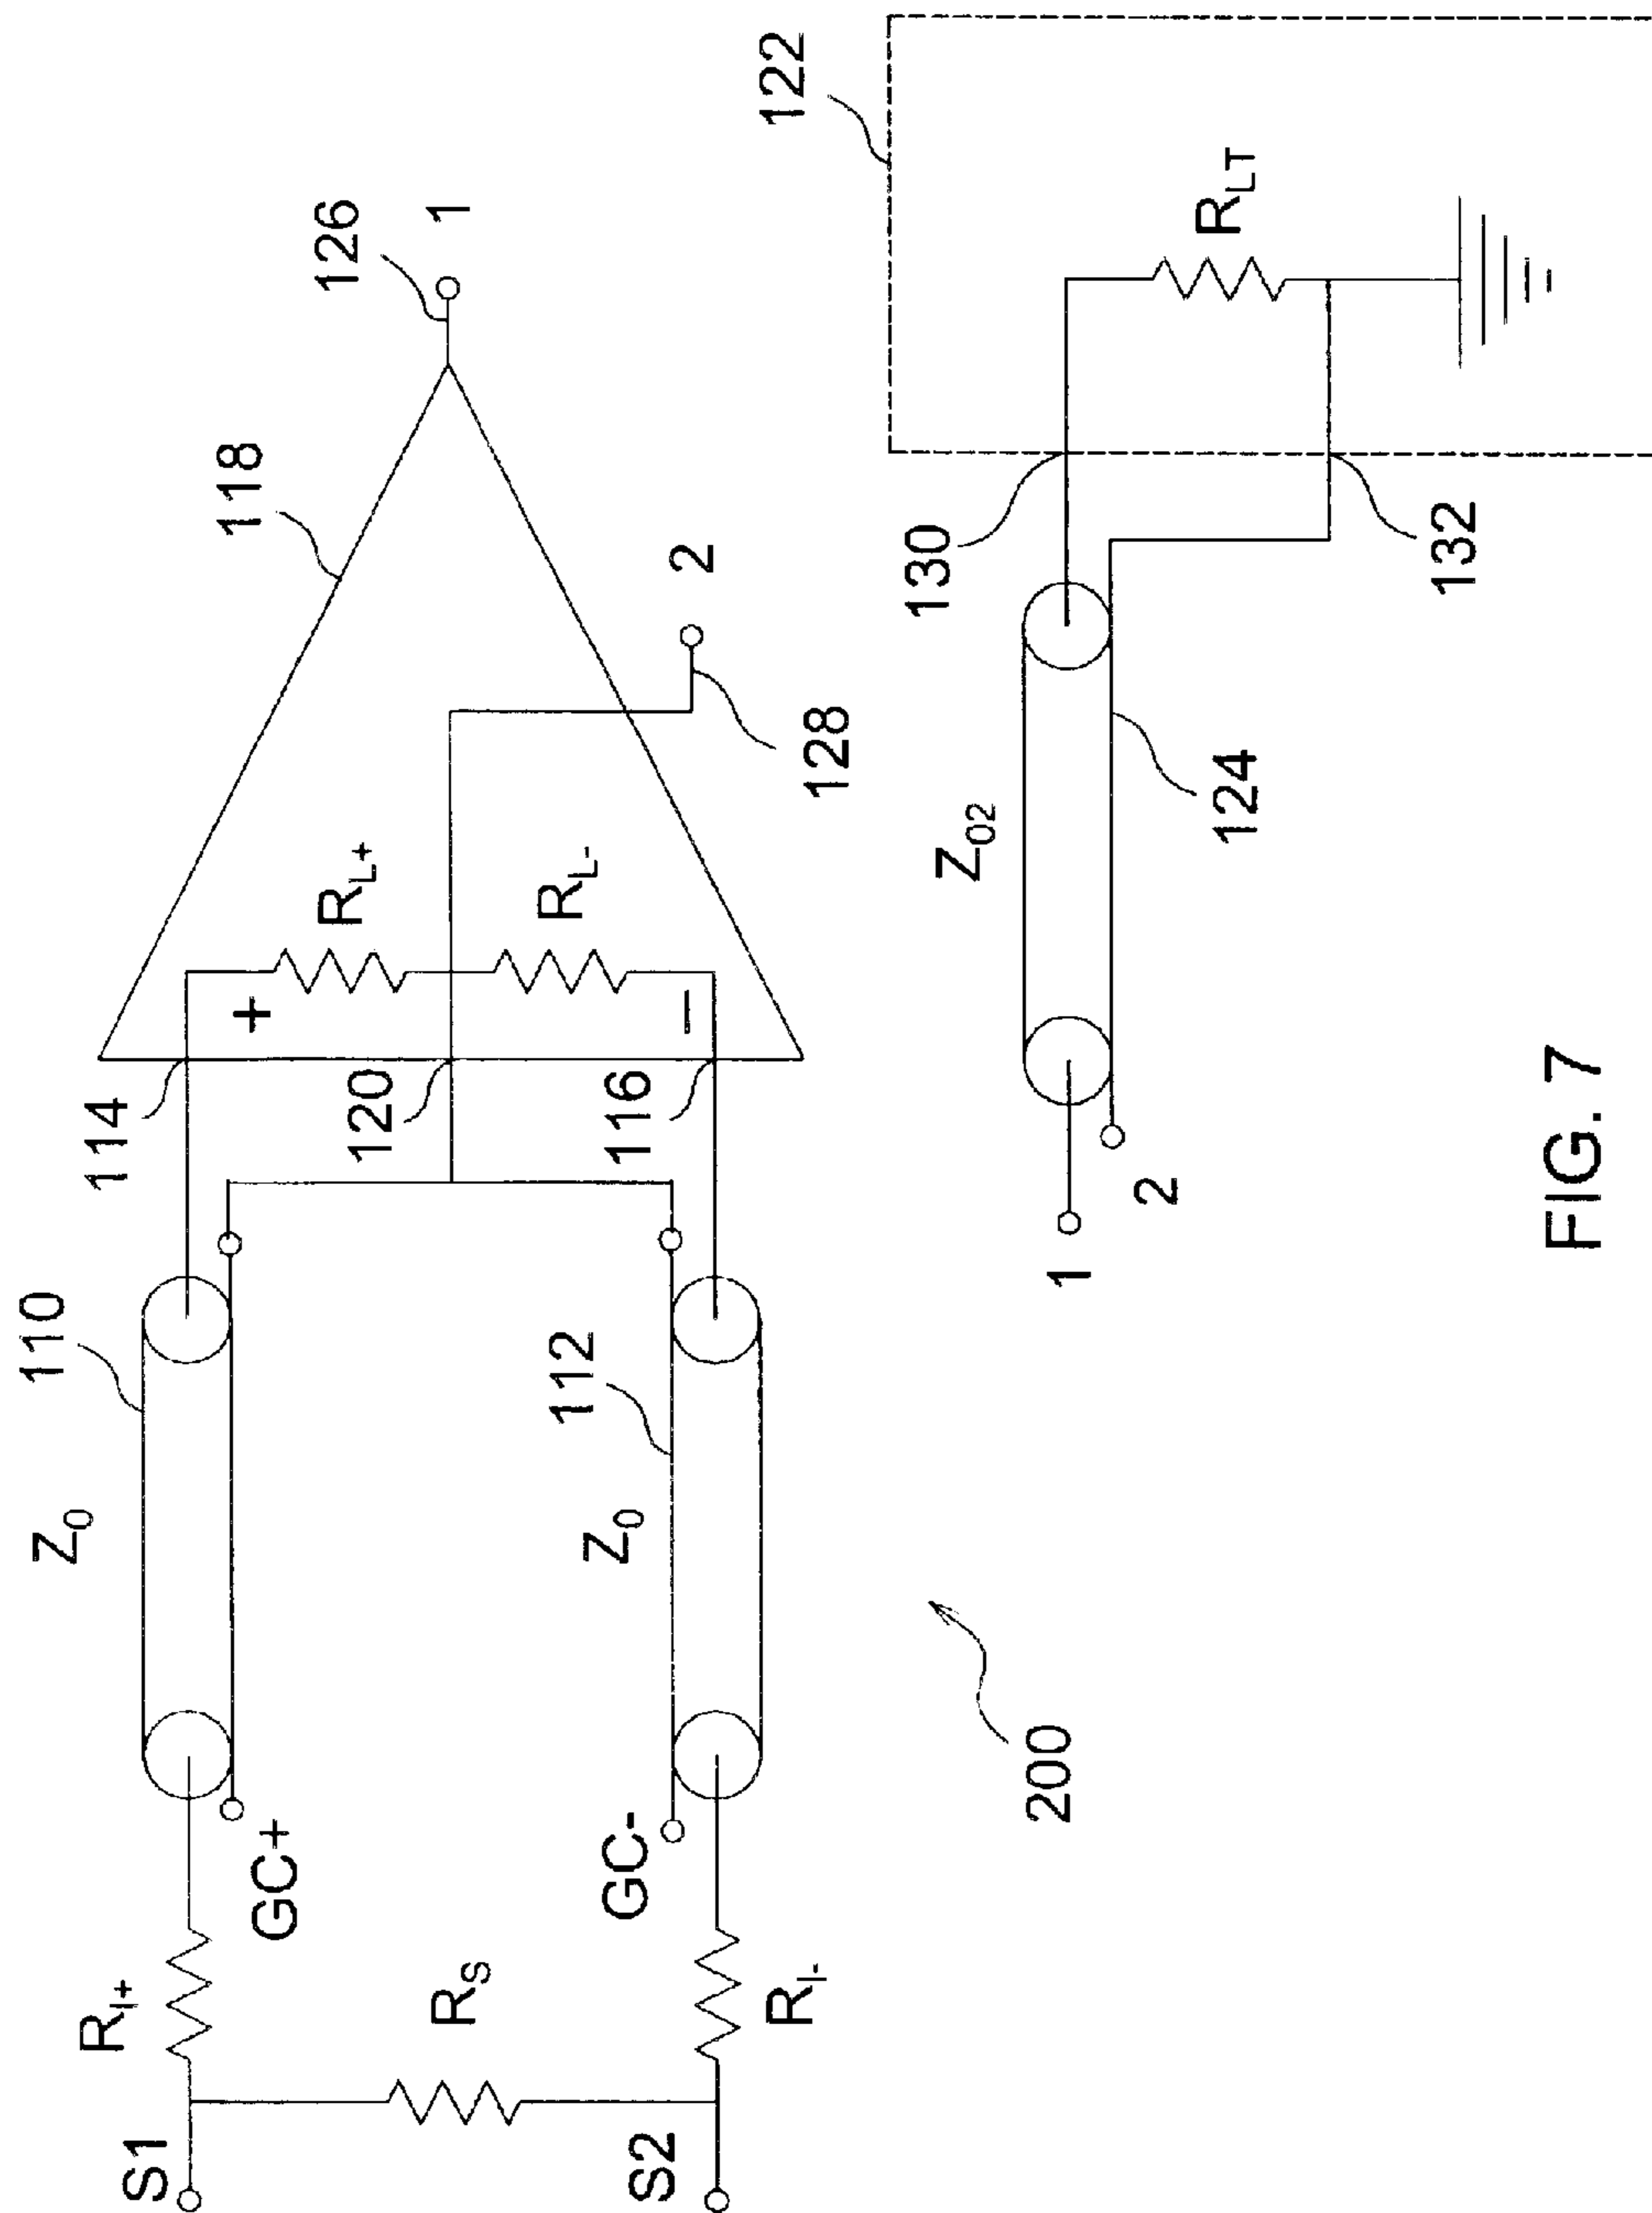 S1
S2
R_S
R_I+
R_I-
GC+
GC-
Z_0
Z_0
110
112
114
120
116
+
-
R_L+
R_L-
118
126
1
2
128
1
2
Z_02
124
130
132
122
R_LT
200
FIG. 7